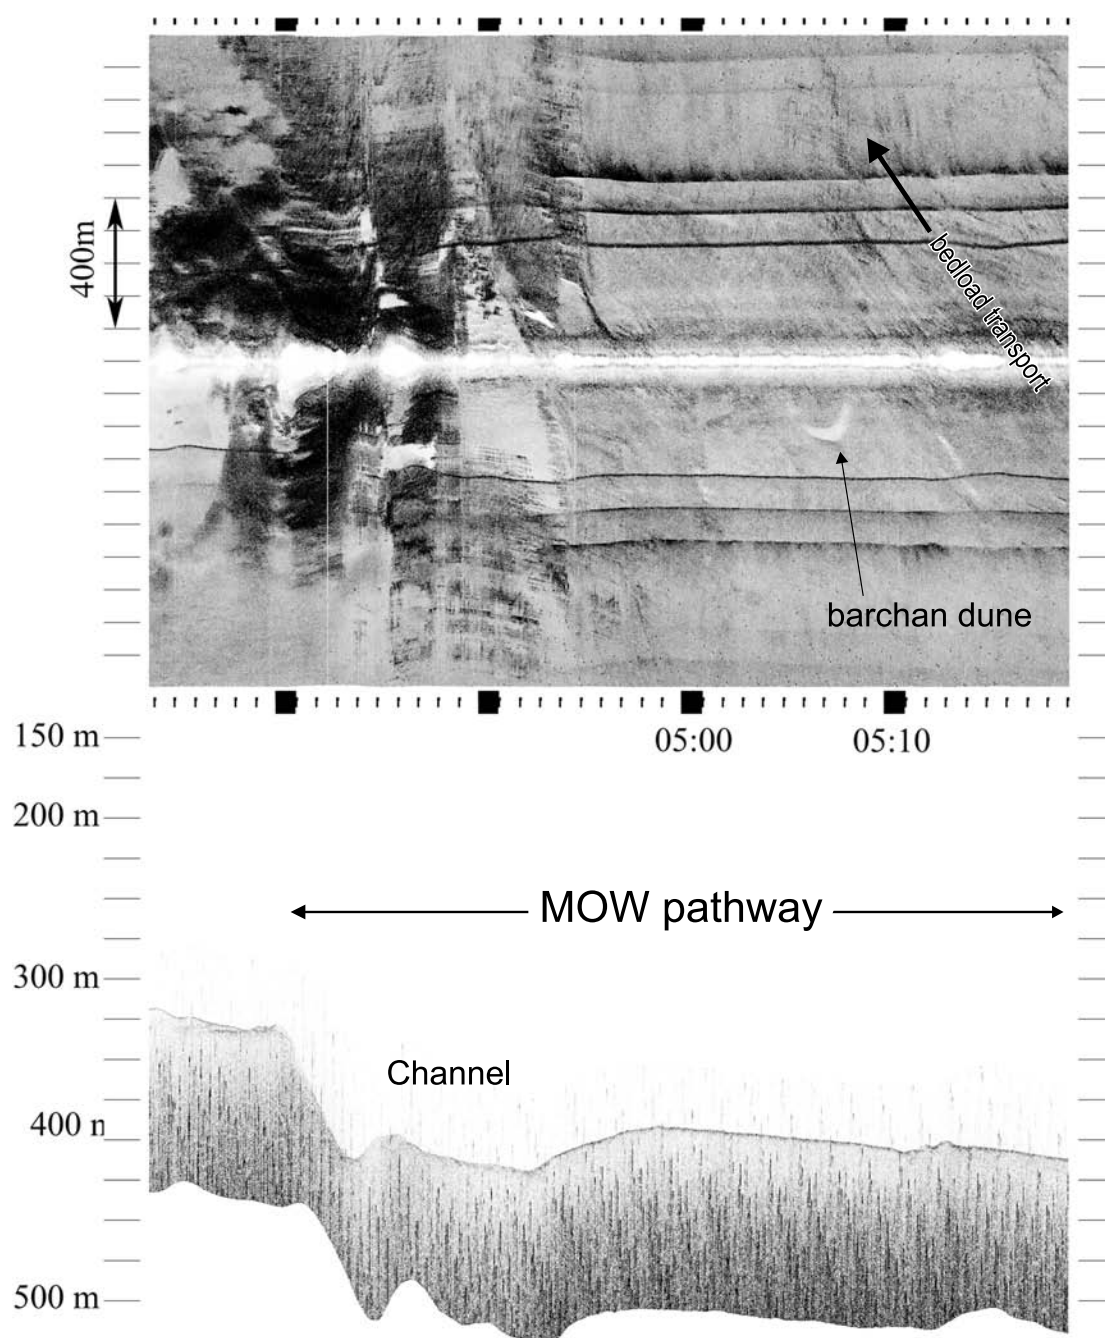 400m
bedload transport
barchan dune
05:00 05:10
150 m
200 m
MOW pathway
300 m
Channel
400 r
500 m